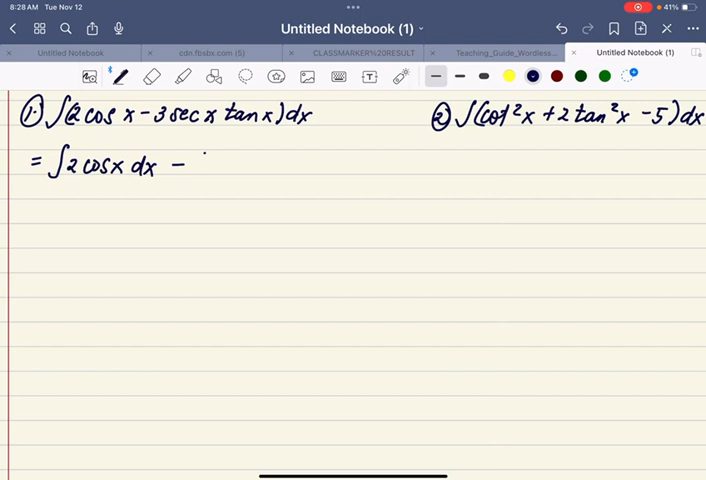 8:28 AM Tue Nov 12
41%
Untitled Notebook (1)
Untitled Notebook
cdn.fbsbx.com (5)
CLASSMARKER%20RESULT
Teaching_Guide_Wordless...
Untitled Notebook (1)
① ∫(2 cos x − 3 sec x tan x) dx
② ∫(cot²x + 2 tan²x − 5) dx
= ∫2 cos x dx −